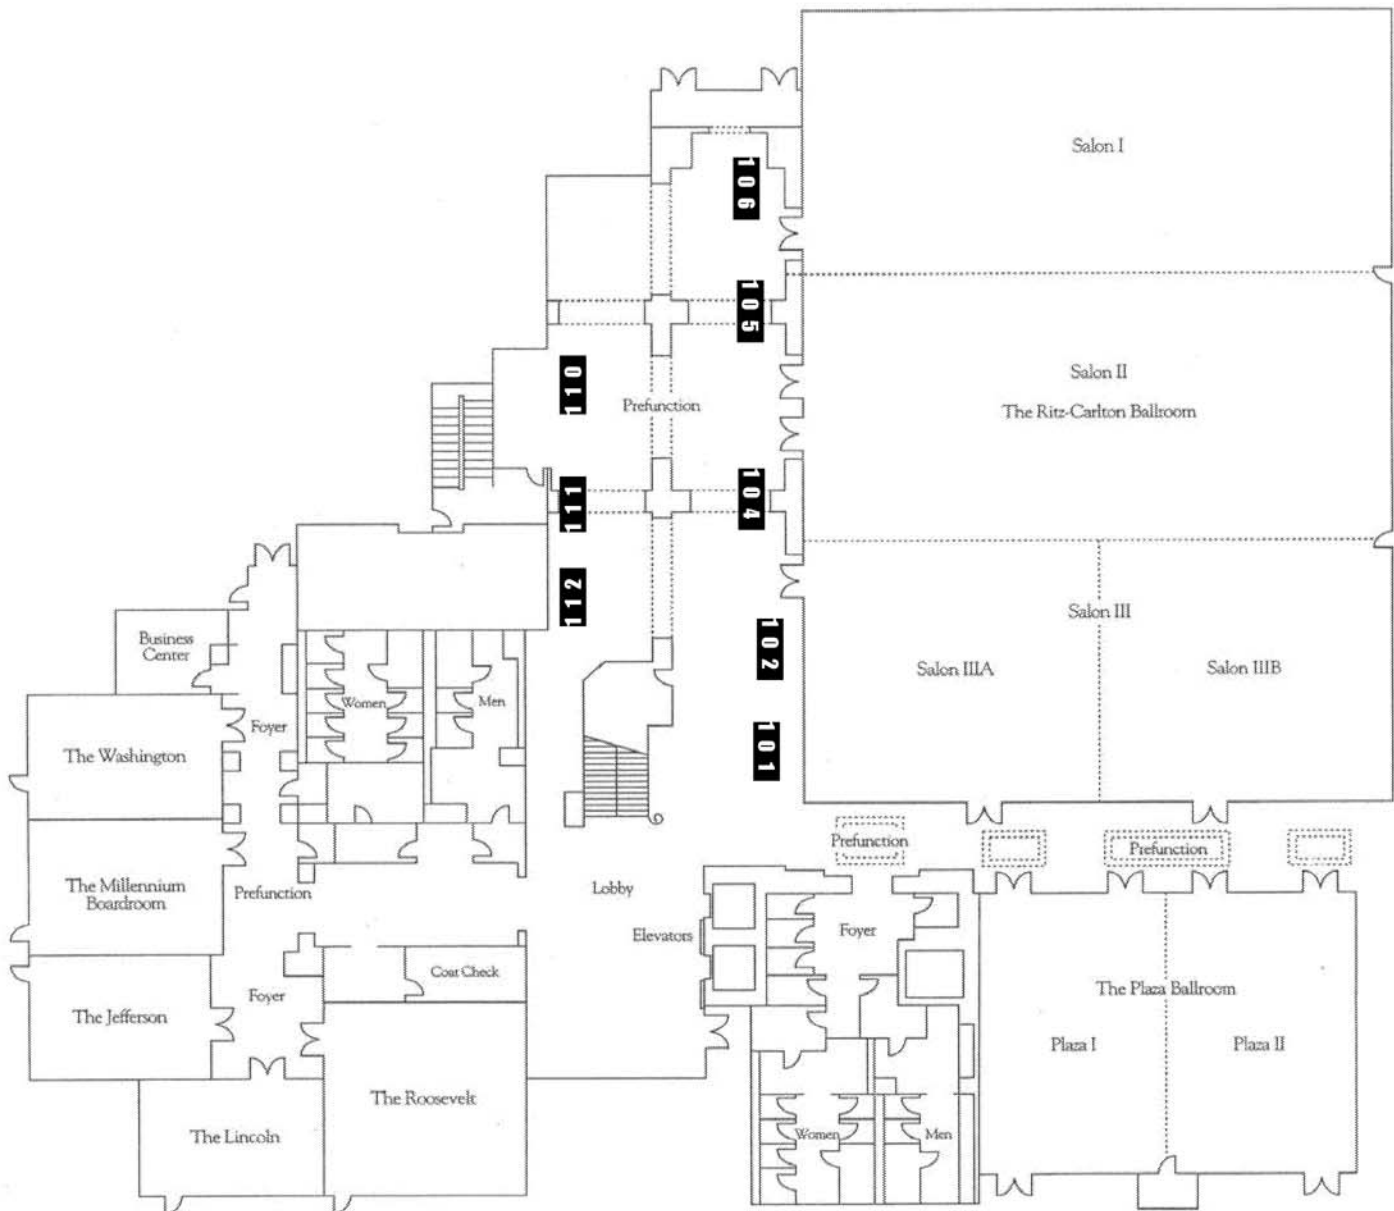 Salon I
106
105
Salon II
The Ritz-Carlton Ballroom
110
Prefunction
104
111
112
Salon III
102
Salon IIIA
Salon IIIB
Business
Center
Women
Men
Foyer
The Washington
101
Prefunction
Prefunction
The Millennium
Boardroom
Prefunction
Lobby
Elevators
Foyer
Coat Check
Foyer
The Jefferson
The Plaza Ballroom
Plaza I
Plaza II
The Roosevelt
The Lincoln
Women
Men